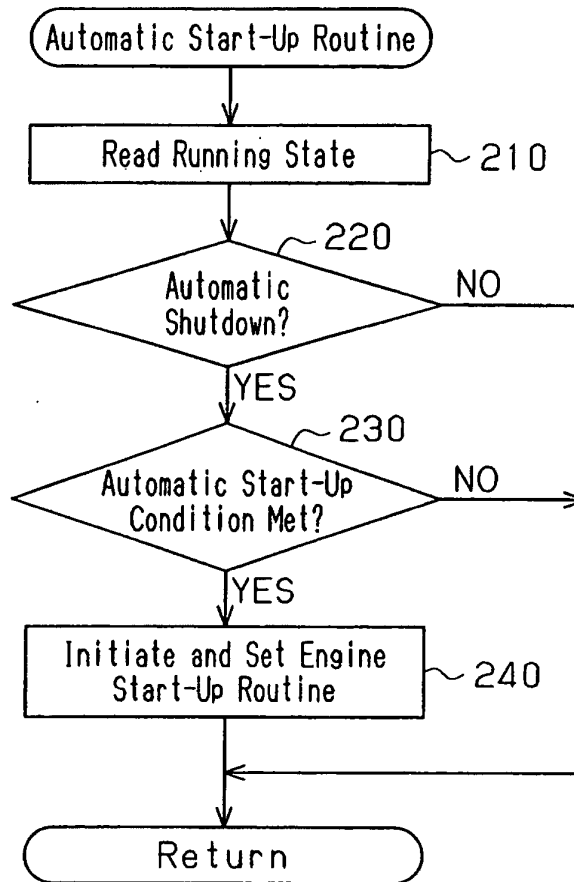 Automatic Start-Up Routine
Read Running State
210
220
Automatic
Shutdown?
NO
YES
230
Automatic Start-Up
Condition Met?
NO
YES
Initiate and Set Engine
Start-Up Routine
240
Return